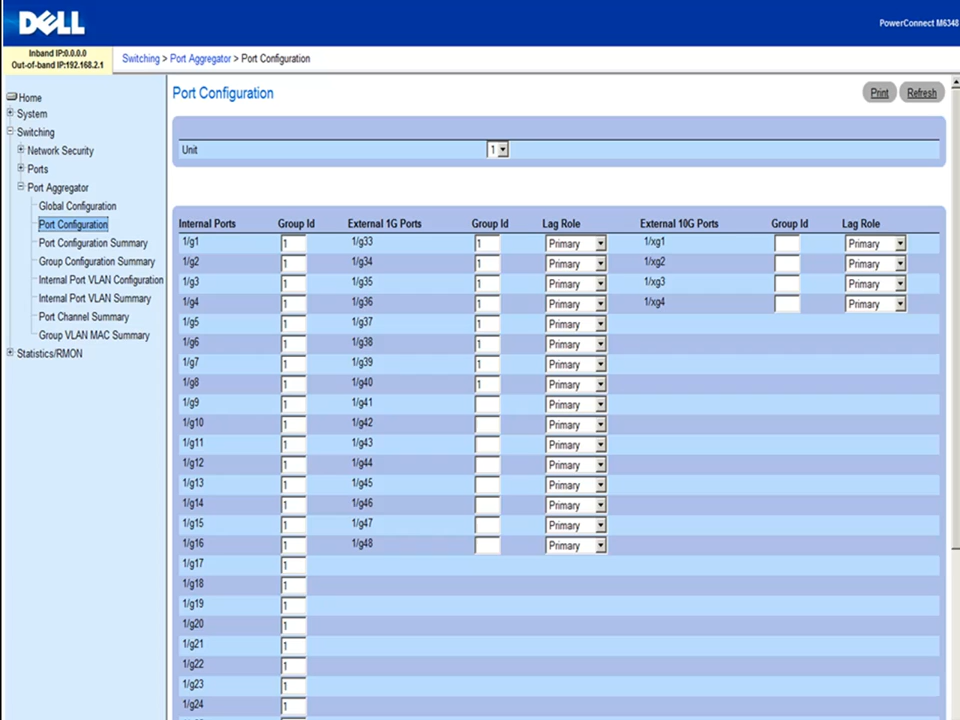 DELL
PowerConnect M6348
Inband IP:0.0.0.0
Out-of-band IP:192.168.2.1
Switching > Port Aggregator > Port Configuration
Home
System
Switching
Network Security
Ports
Port Aggregator
Global Configuration
Port Configuration
Port Configuration Summary
Group Configuration Summary
Internal Port VLAN Configuration
Internal Port VLAN Summary
Port Channel Summary
Group VLAN MAC Summary
Statistics/RMON
Port Configuration
Print Refresh
Unit 1
Internal Ports Group Id External 1G Ports Group Id Lag Role External 10G Ports Group Id Lag Role
1/g1 1 1/g33 1 Primary 1/xg1 Primary
1/g2 1 1/g34 1 Primary 1/xg2 Primary
1/g3 1 1/g35 1 Primary 1/xg3 Primary
1/g4 1 1/g36 1 Primary 1/xg4 Primary
1/g5 1 1/g37 1 Primary
1/g6 1 1/g38 1 Primary
1/g7 1 1/g39 1 Primary
1/g8 1 1/g40 1 Primary
1/g9 1 1/g41 Primary
1/g10 1 1/g42 Primary
1/g11 1 1/g43 Primary
1/g12 1 1/g44 Primary
1/g13 1 1/g45 Primary
1/g14 1 1/g46 Primary
1/g15 1 1/g47 Primary
1/g16 1 1/g48 Primary
1/g17 1
1/g18 1
1/g19 1
1/g20 1
1/g21 1
1/g22 1
1/g23 1
1/g24 1